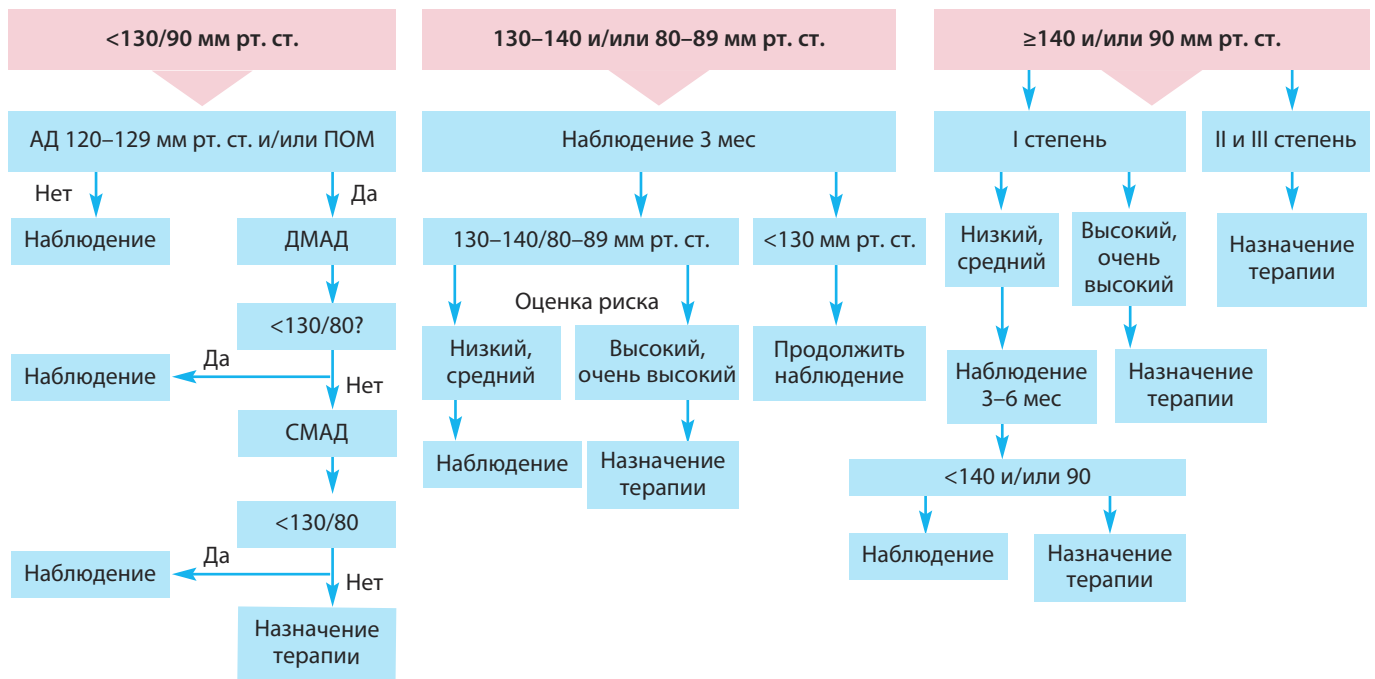 <130/90 мм рт. ст.
АД 120–129 мм рт. ст. и/или ПОМ
Нет
Да
Наблюдение
ДМАД
<130/80?
Да
Наблюдение
Нет
СМАД
<130/80
Да
Наблюдение
Нет
Назначение
терапии
130–140 и/или 80–89 мм рт. ст.
Наблюдение 3 мес
130–140/80–89 мм рт. ст.
<130 мм рт. ст.
Оценка риска
Низкий,
средний
Высокий,
очень высокий
Продолжить
наблюдение
Наблюдение
Назначение
терапии
≥140 и/или 90 мм рт. ст.
I степень
II и III степень
Низкий,
средний
Высокий,
очень
высокий
Назначение
терапии
Наблюдение
3–6 мес
Назначение
терапии
<140 и/или 90
Наблюдение
Назначение
терапии